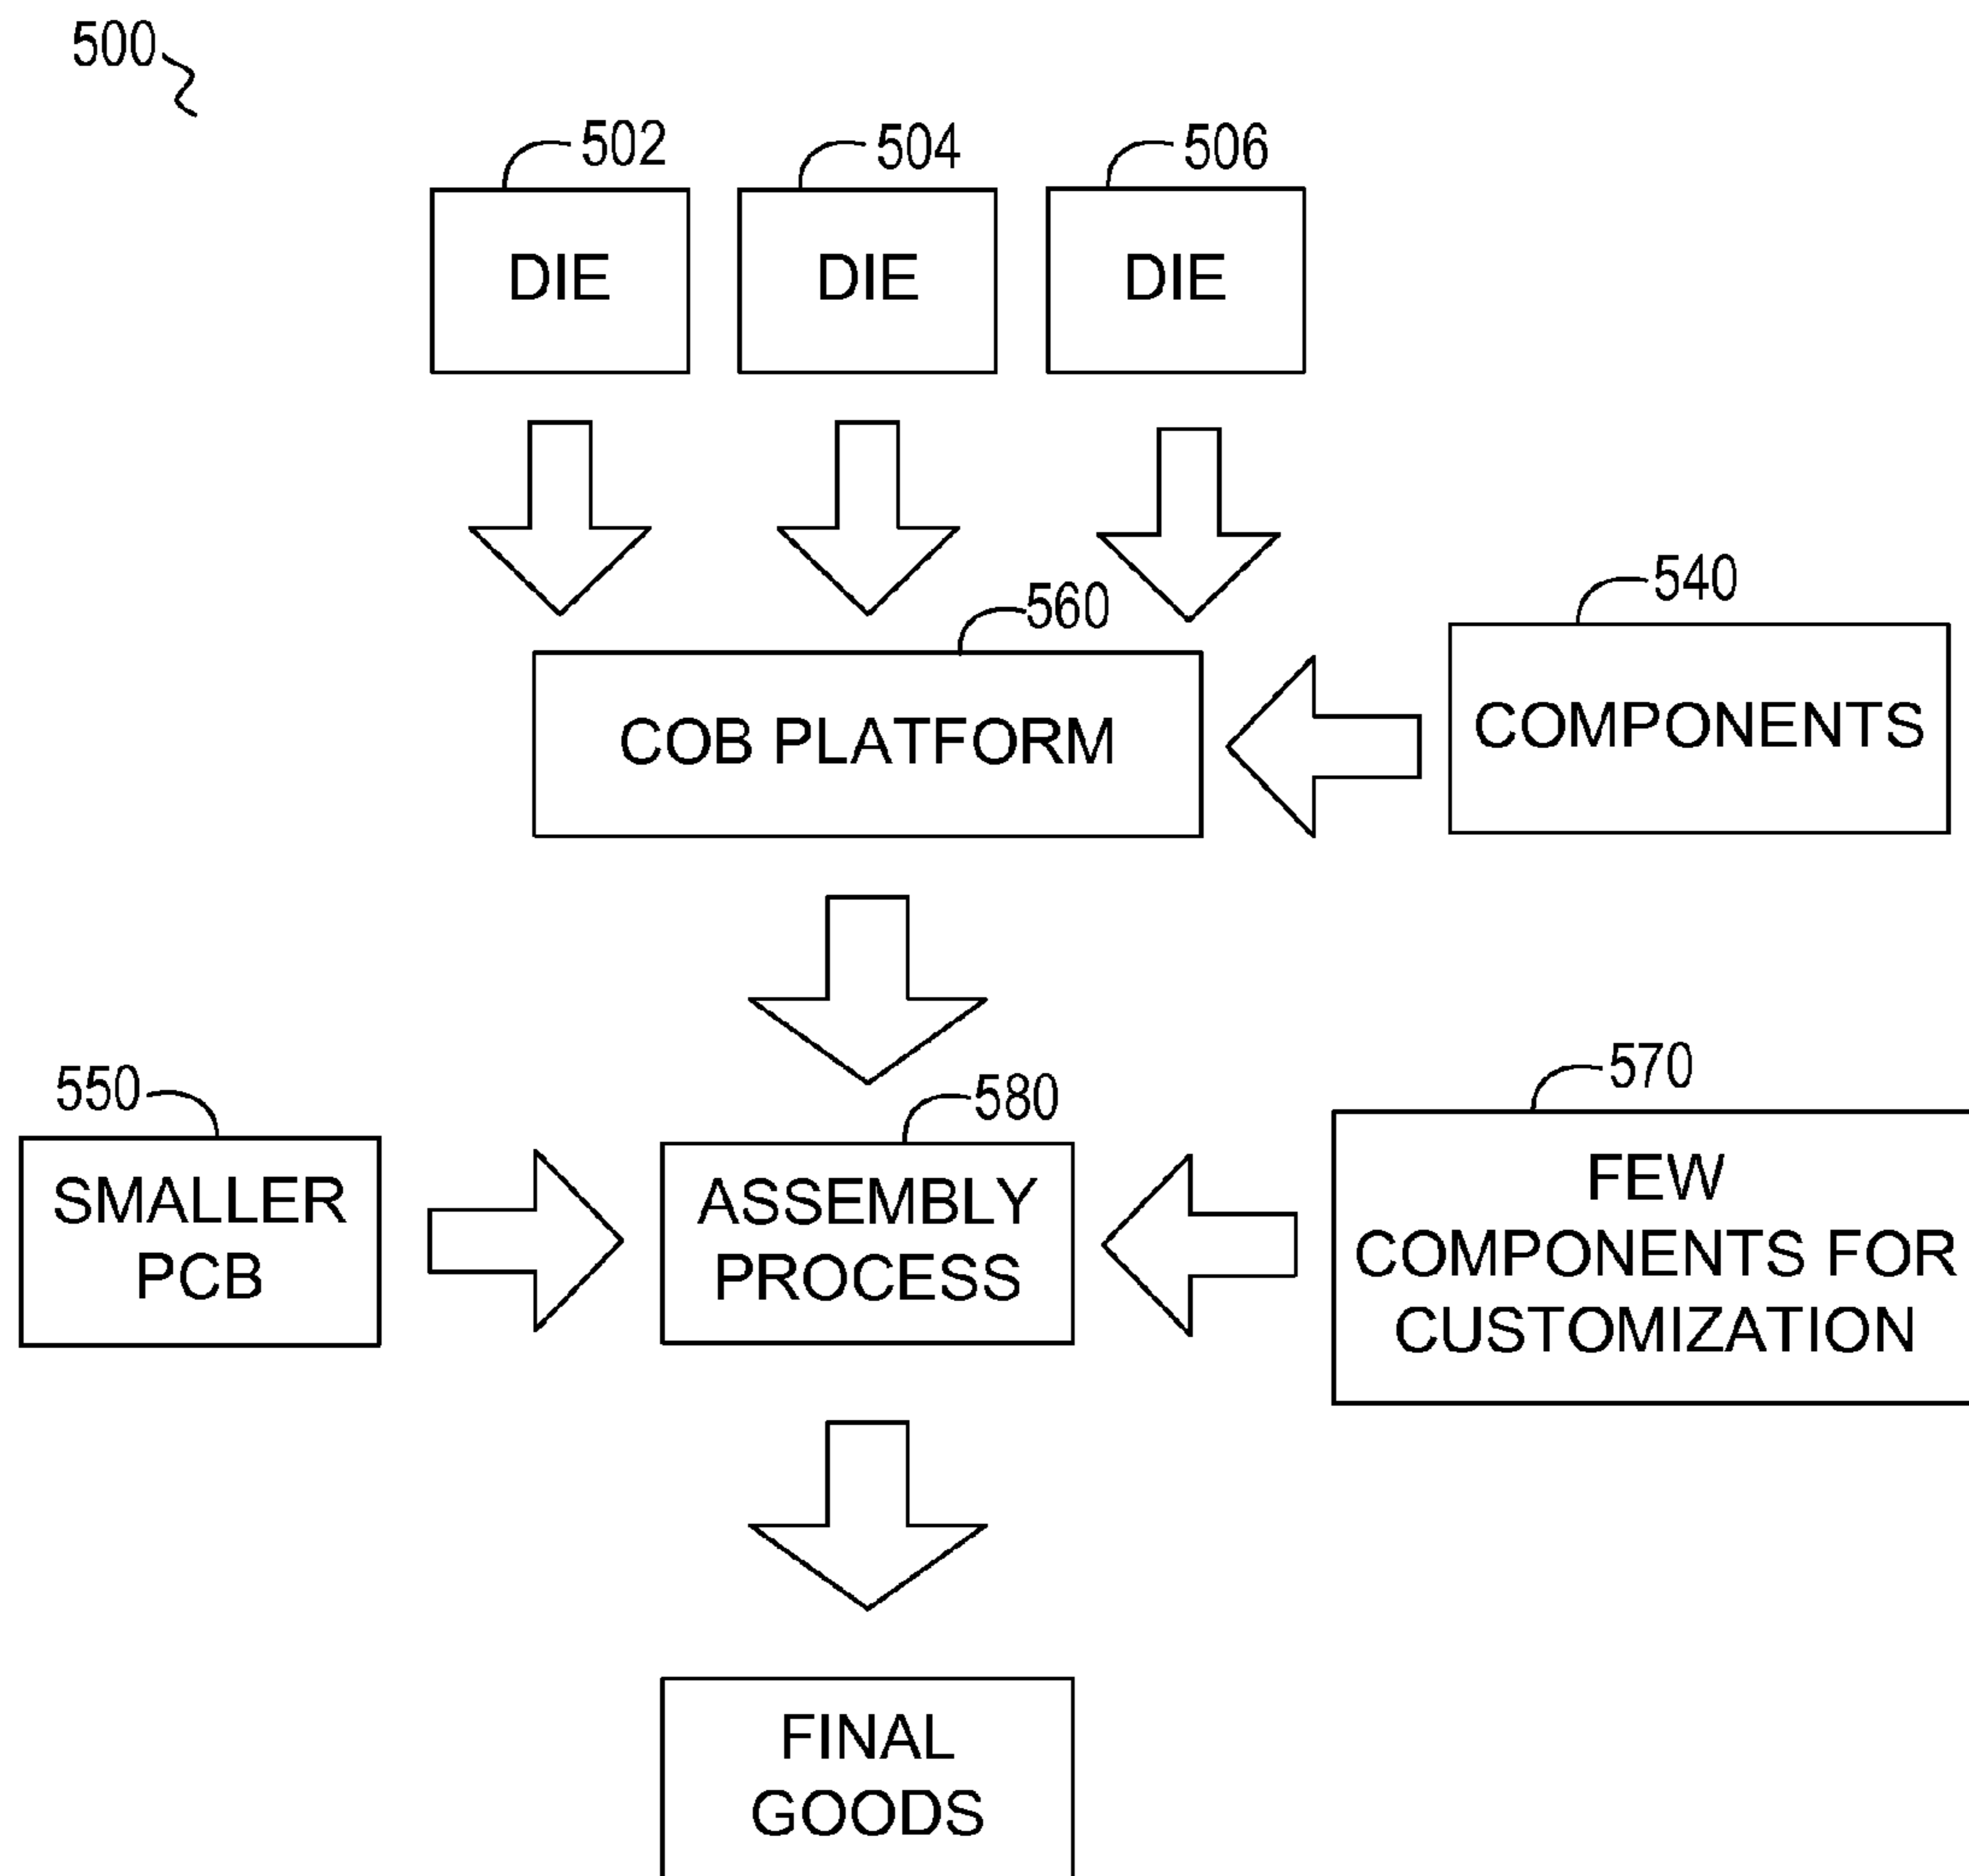 500
502
504
506
DIE
DIE
DIE
560
540
COB PLATFORM
COMPONENTS
550
580
570
SMALLER
PCB
ASSEMBLY
PROCESS
FEW
COMPONENTS FOR
CUSTOMIZATION
FINAL
GOODS